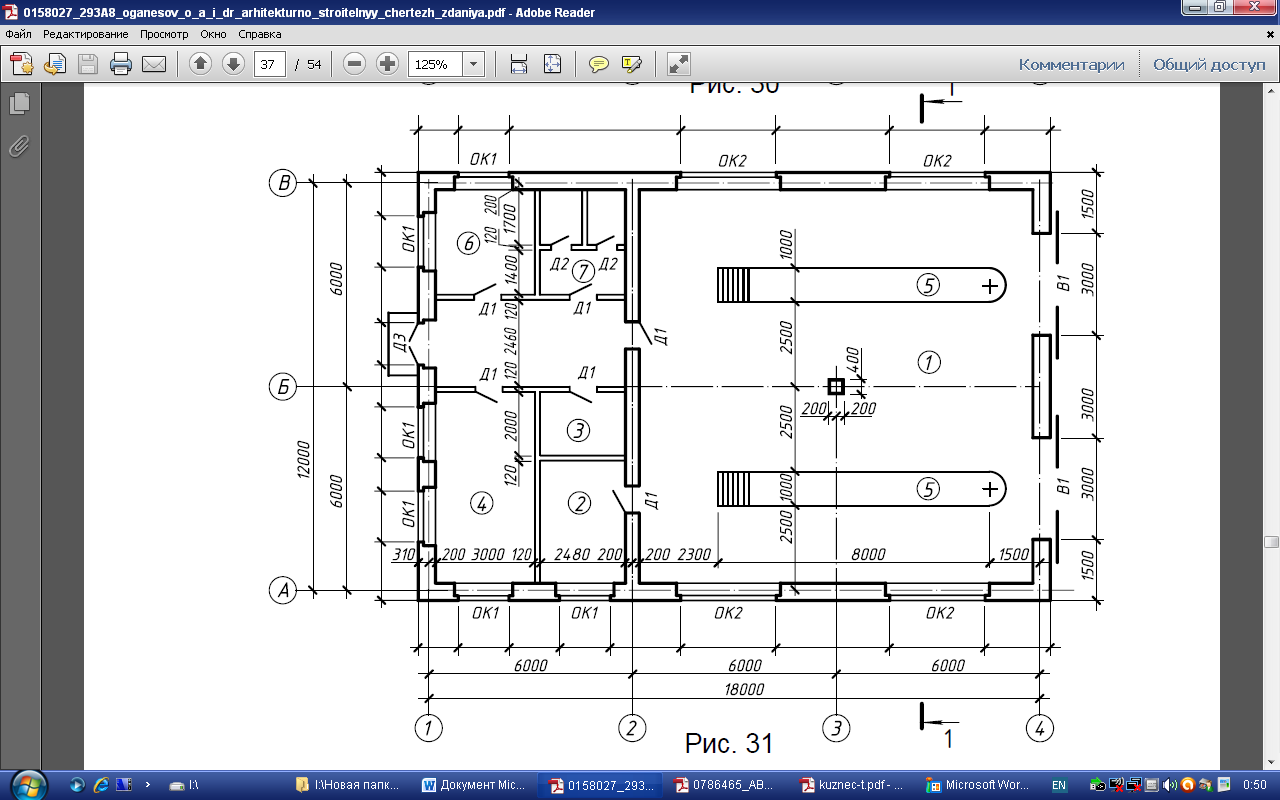 0158027_293A8_oganesov_o_a_i_dr_arhitekturno_stroitelnyy_chertezh_zdaniya.pdf - Adobe Reader
Файл Редактирование Просмотр Окно Справка
37 / 54 125% Комментарии Общий доступ
Рис. 30
1
ОК1 ОК2 ОК2
В
200
1700
120
1400
120
2460
120
2000
120
ОК1
6
7
Д2 Д2
Д1 Д1
6000
Д3
Д1
1000
2500
5
1500
3000
В1
1
400
200 200
Б
Д1 Д1
3
12000
6000
ОК1
ОК1
4
2
Д1
2500
1000
2500
5
3000
3000
В1
1500
310 200 3000 120 2480 200 200 2300 8000 1500
А
ОК1 ОК1 ОК2 ОК2
6000 6000 6000
18000
1 2 3 4
1
Рис. 31
I:\ I:\Новая папк... Документ Mic... 0158027_293... 0786465_AB... kuznec-t.pdf - ... Microsoft Wor... EN 0:50